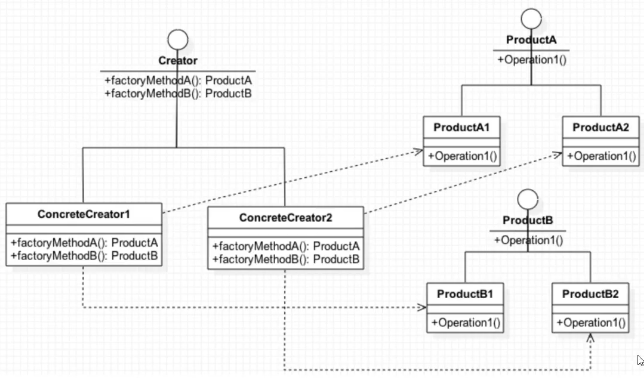 ProductA
+Operation1()
Creator
+factoryMethodA(): ProductA
+factoryMethodB(): ProductB
ProductA1
+Operation1()
ProductA2
+Operation1()
ConcreteCreator1
+factoryMethodA(): ProductA
+factoryMethodB(): ProductB
ConcreteCreator2
+factoryMethodA(): ProductA
+factoryMethodB(): ProductB
ProductB
+Operation1()
ProductB1
+Operation1()
ProductB2
+Operation1()